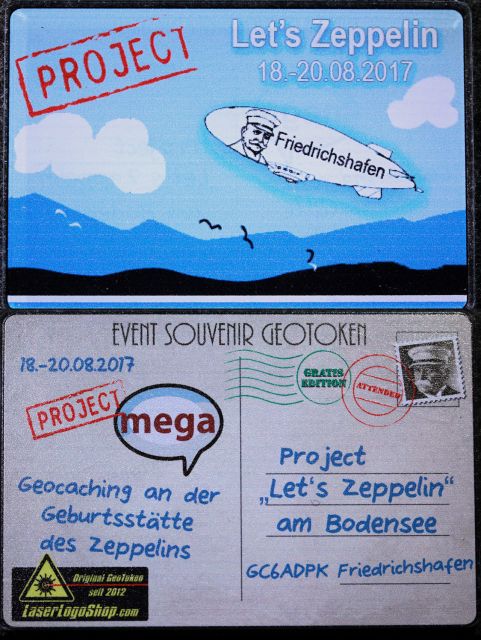 PROJECT
Let's Zeppelin
18.-20.08.2017
Friedrichshafen
EVENT SOUVENIR GEOTOKEN
18.-20.08.2017
GRATIS
EDITION
ATTENDED
PROJECT
mega
Geocaching an der
Geburtsstätte
des Zeppelins
Project
„Let's Zeppelin“
am Bodensee
GC6ADPK Friedrichshafen
Original GeoToken
seit 2012
LaserLogoShop.com